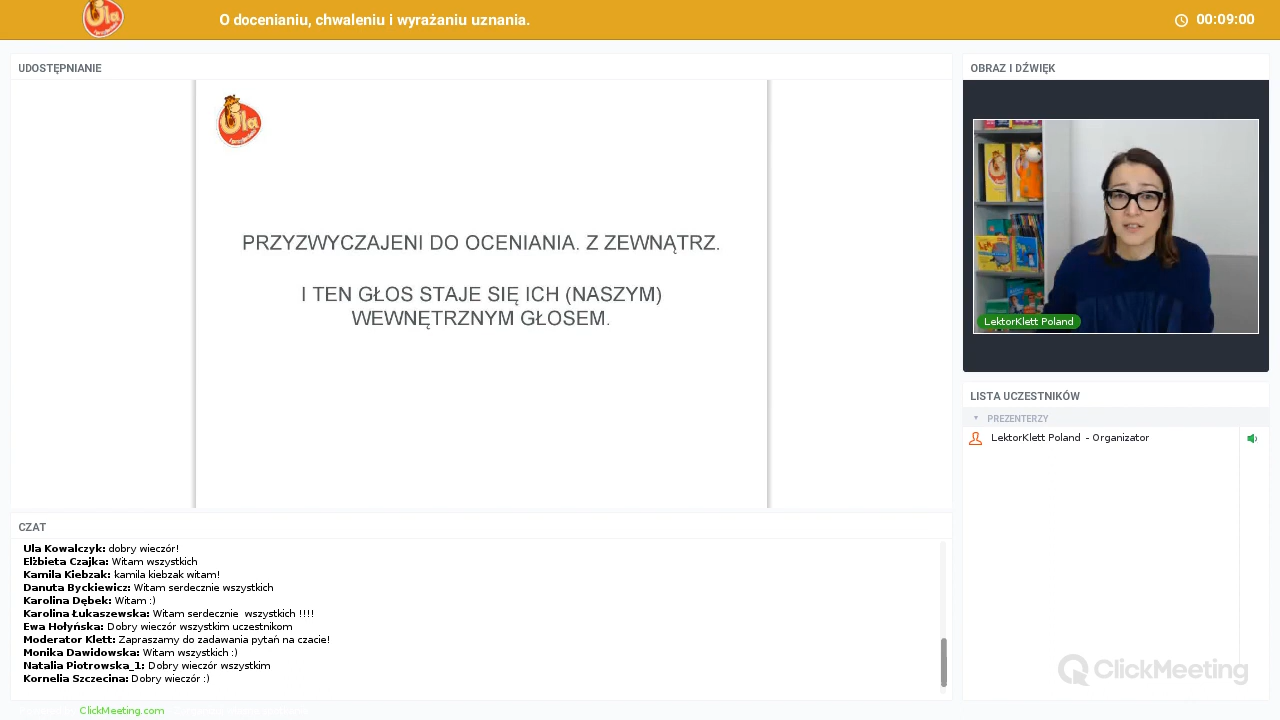 Ula
O docenianiu, chwaleniu i wyrażaniu uznania.
00:09:00
UDOSTĘPNIANIE
Ula
PRZYZWYCZAJENI DO OCENIANIA. Z ZEWNĄTRZ.
I TEN GŁOS STAJE SIĘ ICH (NASZYM)
WEWNĘTRZNYM GŁOSEM.
OBRAZ I DŹWIĘK
LektorKlett Poland
LISTA UCZESTNIKÓW
PREZENTERZY
LektorKlett Poland - Organizator
CZAT
Ula Kowalczyk: dobry wieczór!
Elżbieta Czajka: Witam wszystkich
Kamila Kiebzak: kamila kiebzak witam!
Danuta Byckiewicz: Witam serdecznie wszystkich
Karolina Dębek: Witam :)
Karolina Łukaszewska: Witam serdecznie  wszystkich !!!!
Ewa Hołyńska: Dobry wieczór wszystkim uczestnikom
Moderator Klett: Zapraszamy do zadawania pytań na czacie!
Monika Dawidowska: Witam wszystkich :)
Natalia Piotrowska_1: Dobry wieczór wszystkim
Kornelia Szczecina: Dobry wieczór :)
ClickMeeting
ClickMeeting.com